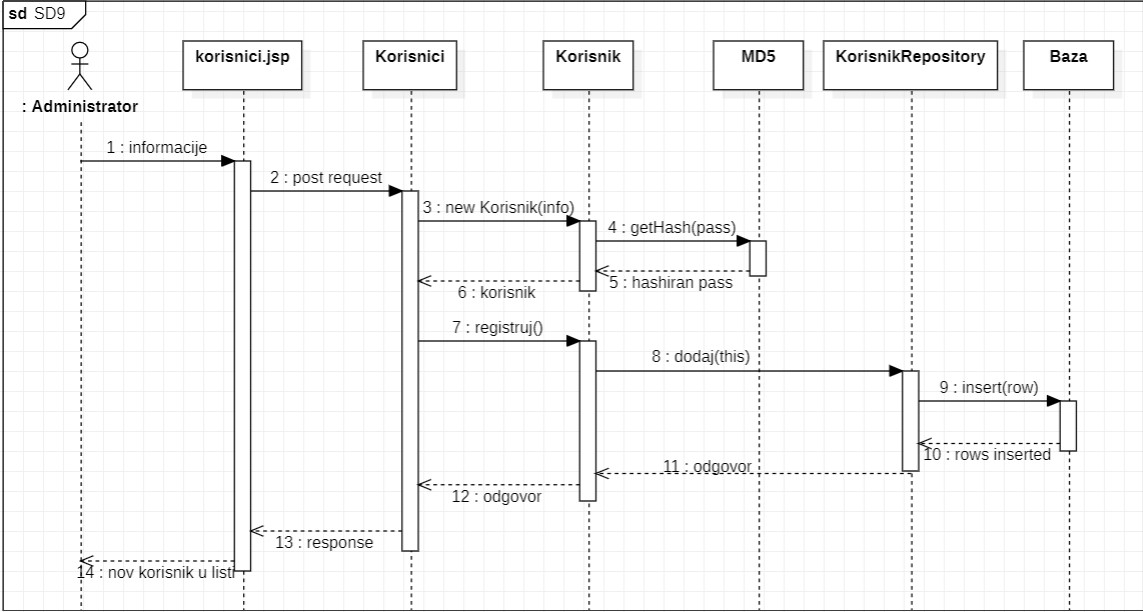 sd SD9
korisnici.jsp
Korisnici
Korisnik
MD5
KorisnikRepository
Baza
: Administrator
1 : informacije
2 : post request
3 : new Korisnik(info)
4 : getHash(pass)
5 : hashiran pass
6 : korisnik
7 : registruj()
8 : dodaj(this)
9 : insert(row)
10 : rows inserted
11 : odgovor
12 : odgovor
13 : response
14 : nov korisnik u listi